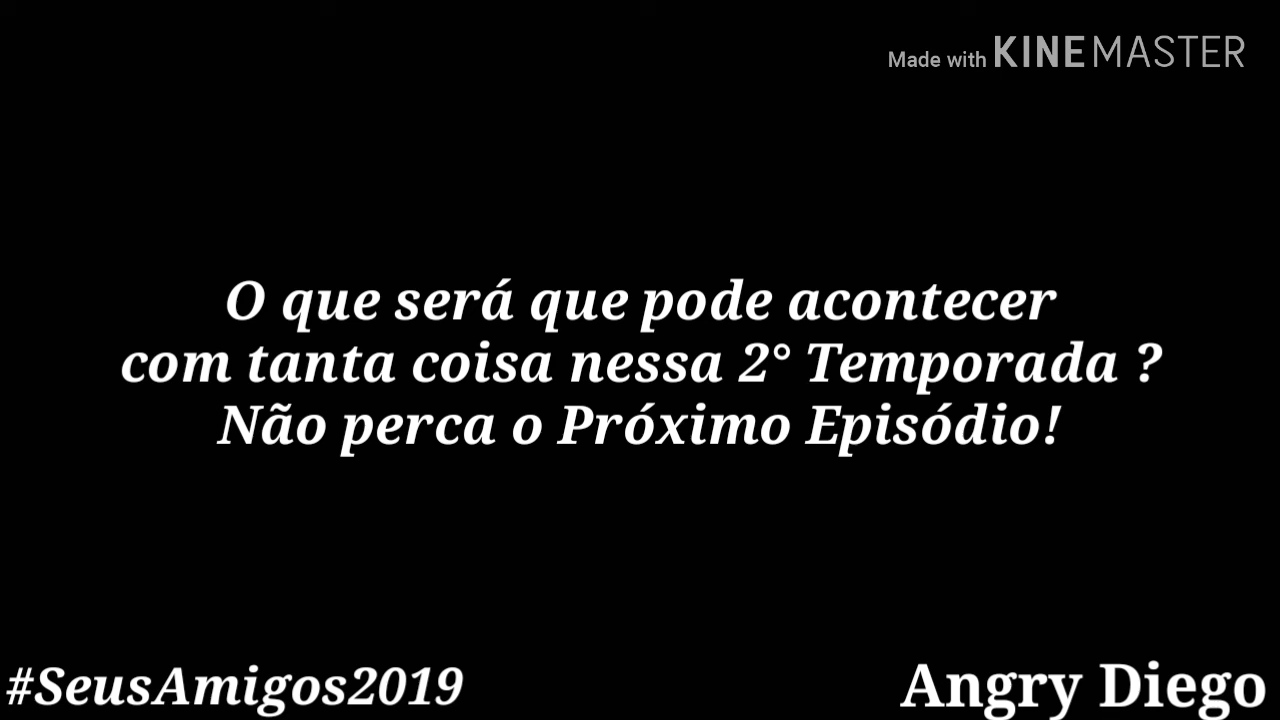 Made with KINEMASTER
O que será que pode acontecer
com tanta coisa nessa 2° Temporada ?
Não perca o Próximo Episódio!
#SeusAmigos2019
Angry Diego